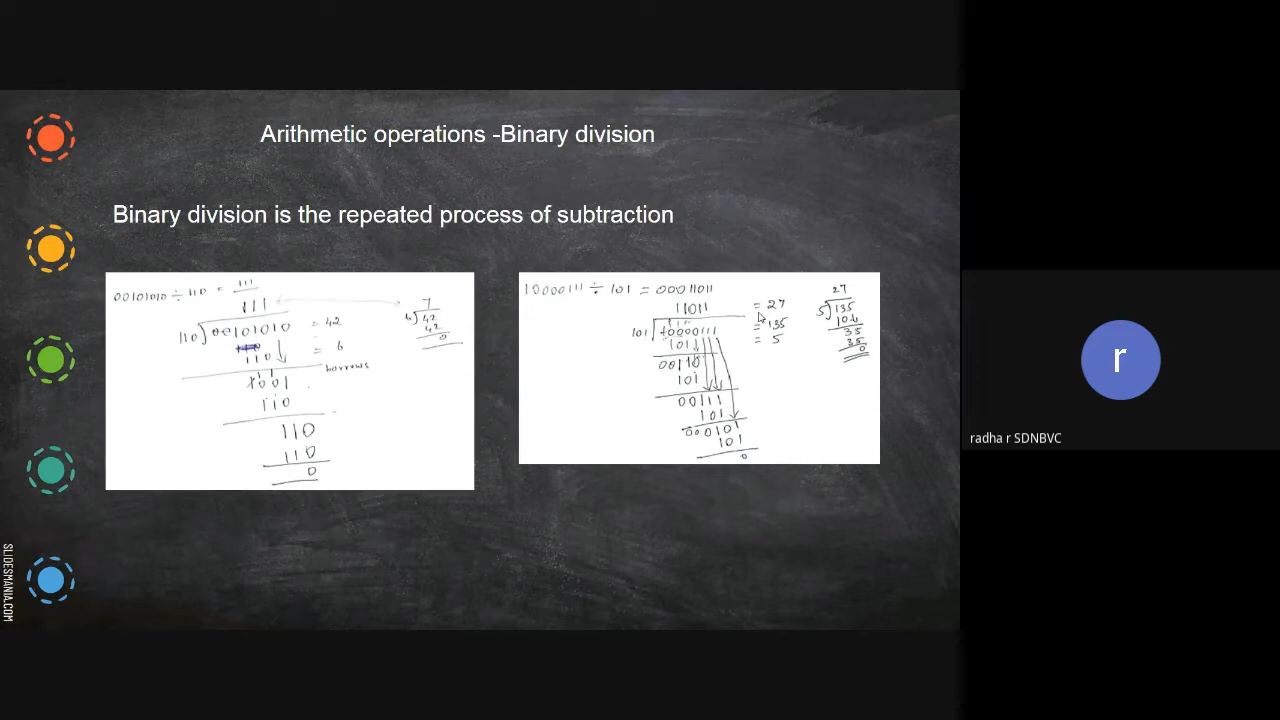 Arithmetic operations -Binary division
Binary division is the repeated process of subtraction
00101010 ÷ 110 = 111
111
7
110 00101010 = 42
6 42
42
0
110 = 6
borrows
1001
110
110
110
0
10000111 ÷ 101 = 00011011
11011 = 27
101 10000111 = 135
= 5
101
00110
101
00111
101
000101
101
0
27
5 135
10
35
35
0
r
radha r SDNBVC
SLIDESMANIA.COM